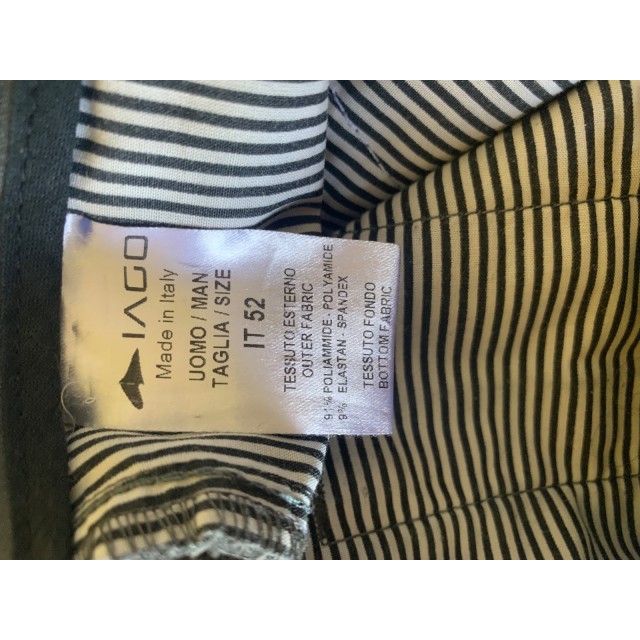 IAGO
Made in Italy
UOMO / MAN
TAGLIA / SIZE
IT 52
TESSUTO ESTERNO
OUTER FABRIC
91% POLIAMMIDE - POLYAMIDE
9% ELASTAN - SPANDEX
TESSUTO FONDO
BOTTOM FABRIC